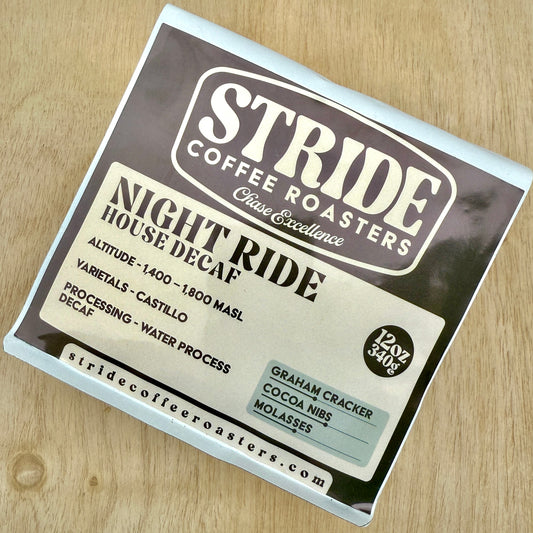 STRIDE
COFFEE ROASTERS
Chase Excellence
NIGHT RIDE
HOUSE DECAF
ALTITUDE - 1,400 – 1,800 MASL
VARIETALS - CASTILLO
PROCESSING - WATER PROCESS
DECAF
12OZ
340g
GRAHAM CRACKER
COCOA NIBS
MOLASSES
stridecoffeeroasters.com